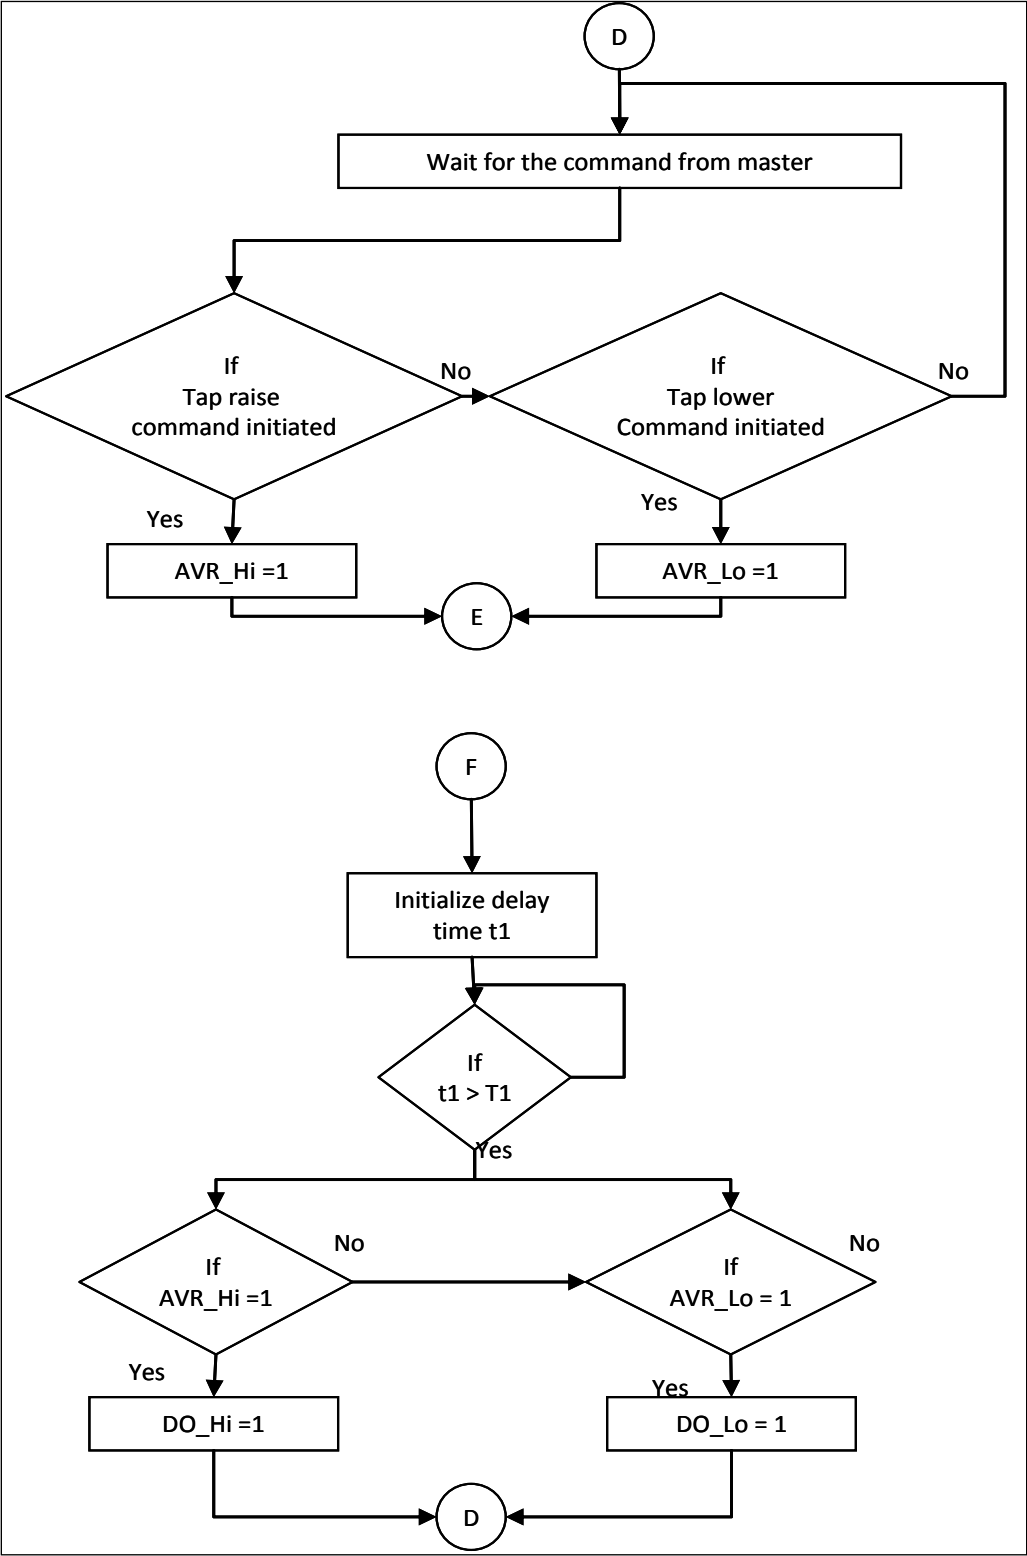 D
Wait for the command from master
If
Tap raise
command initiated
No
If
Tap lower
Command initiated
No
Yes
Yes
AVR_Hi =1
AVR_Lo =1
E
F
Initialize delay
time t1
If
t1 > T1
Yes
If
AVR_Hi =1
No
If
AVR_Lo = 1
No
Yes
Yes
DO_Hi =1
DO_Lo = 1
D